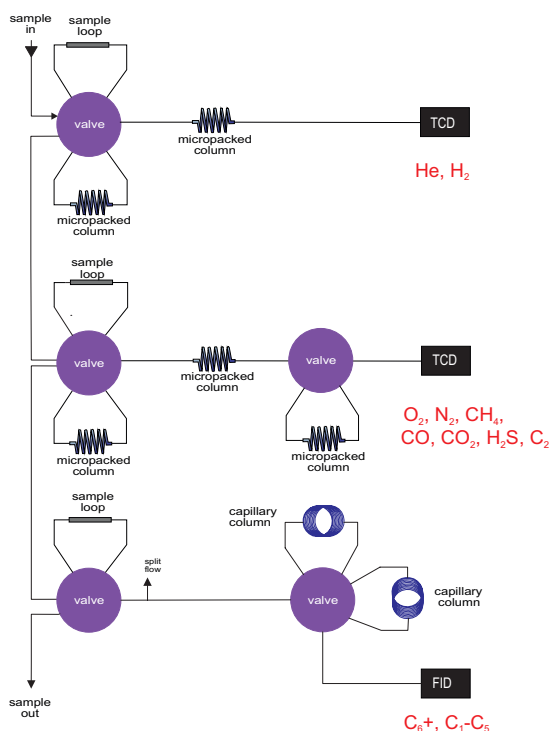 sample
in
sample
loop
valve
micropacked
column
TCD
He, H₂
micropacked
column
sample
loop
valve
micropacked
column
valve
TCD
O₂, N₂, CH₄,
CO, CO₂, H₂S, C₂
micropacked
column
micropacked
column
sample
loop
capillary
column
split
flow
valve
valve
capillary
column
sample
out
FID
C₆+, C₁-C₅